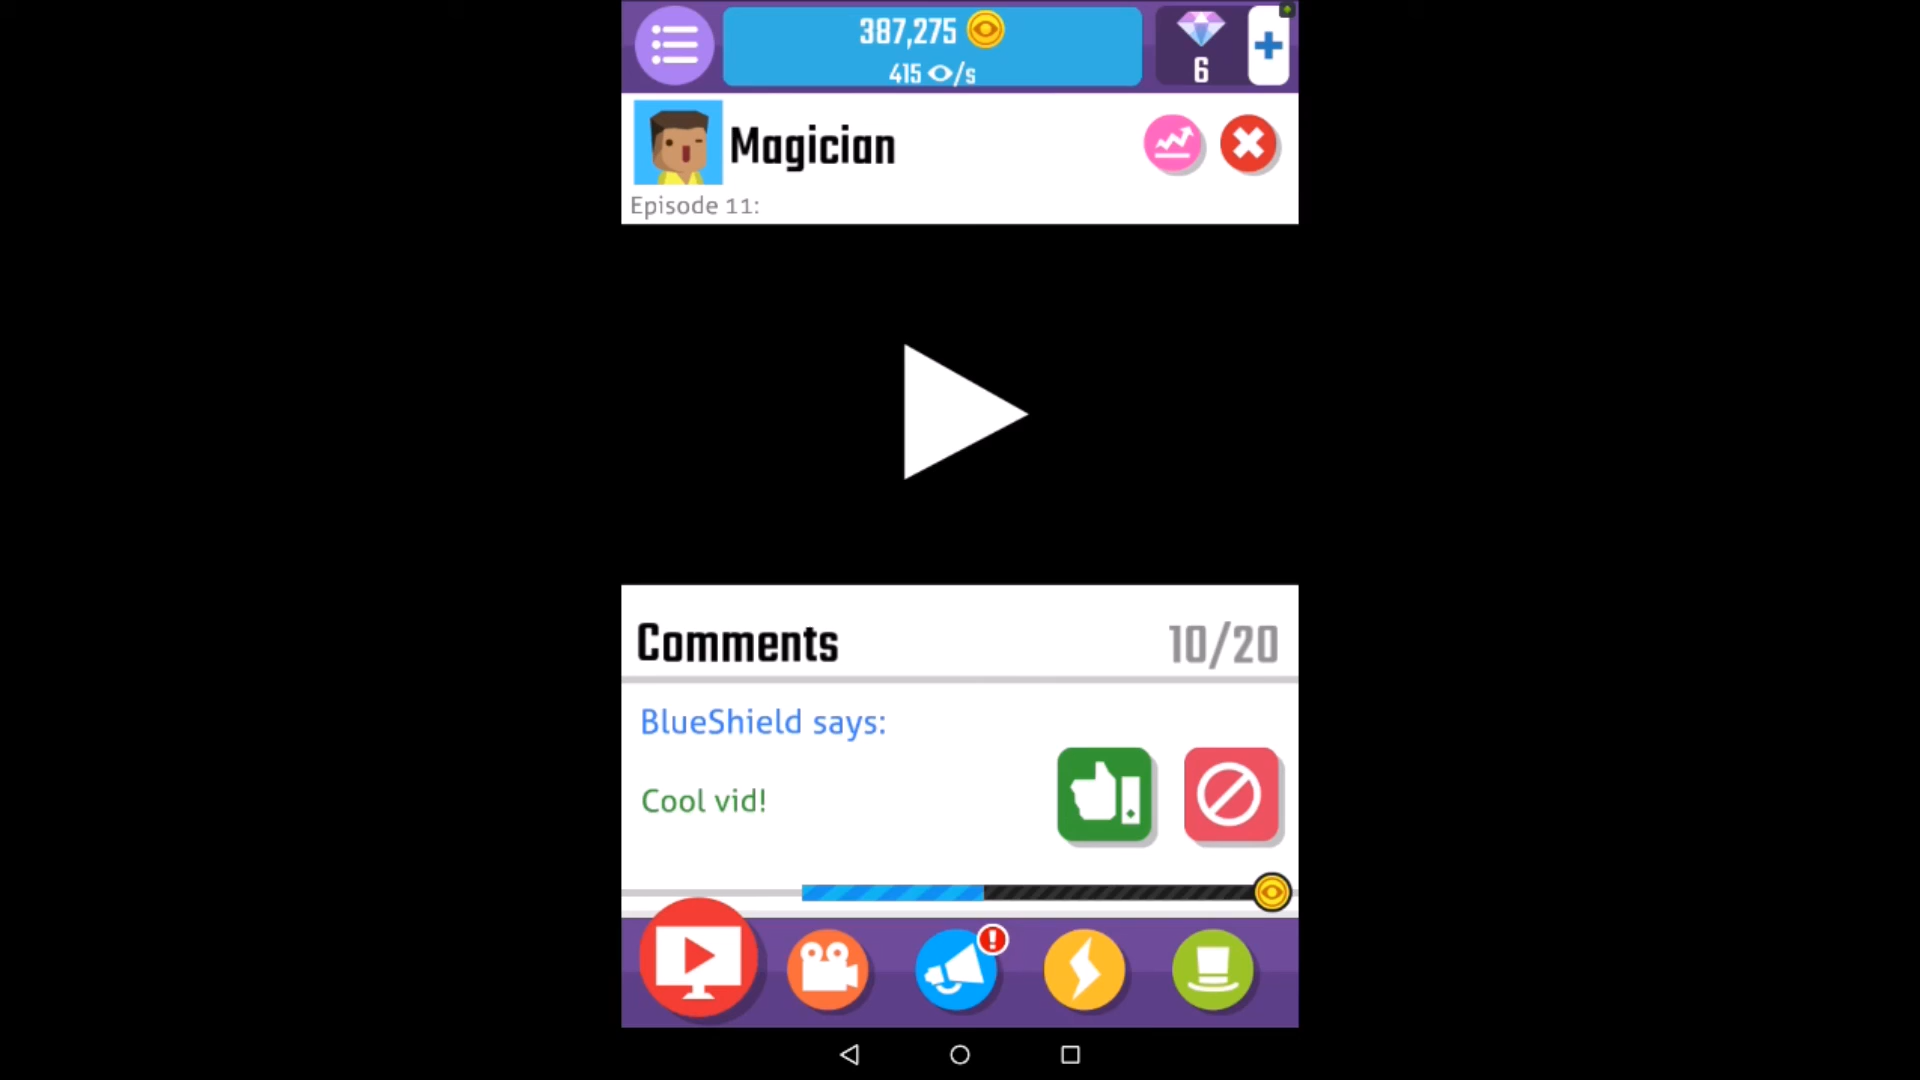 387,275
415 /s
6
Magician
Episode 11:
Comments
10/20
BlueShield says:
Cool vid!